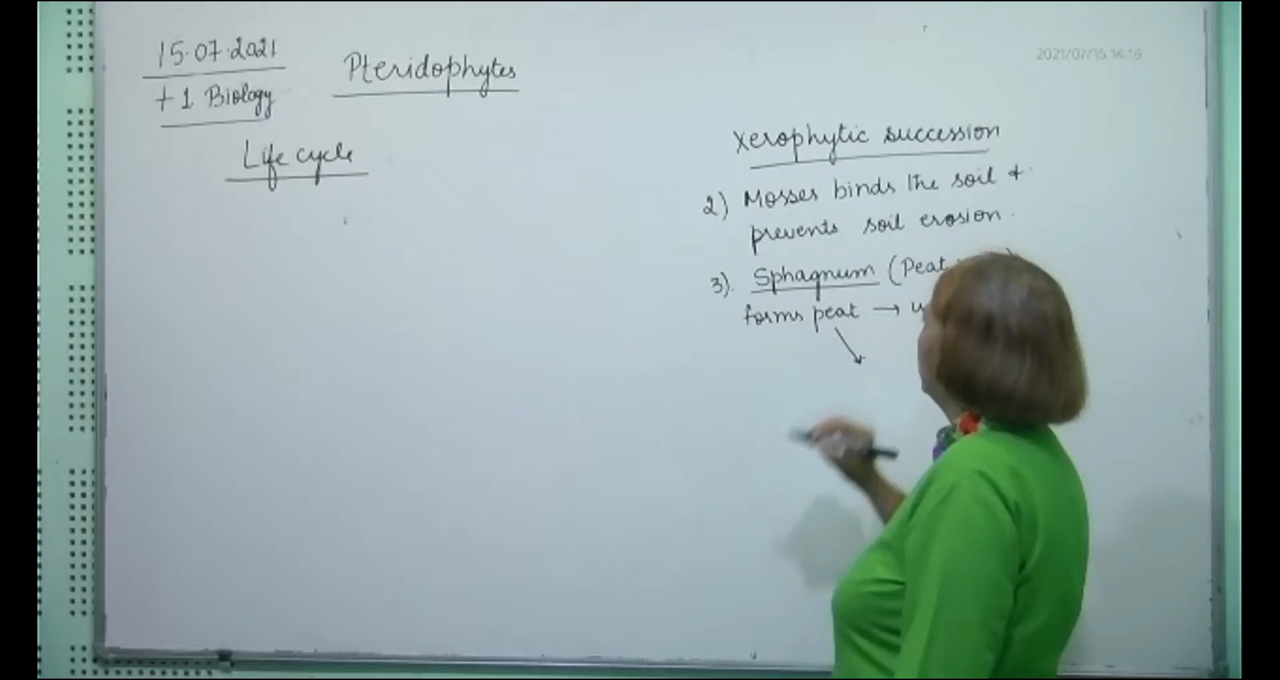 15.07.2021
+1 Biology
Pteridophytes
Life cycle
2021/07/15 14:16
Xerophytic succession
2) Mosses binds the soil +
prevents soil erosion.
3). Sphagnum (Peat
forms peat →